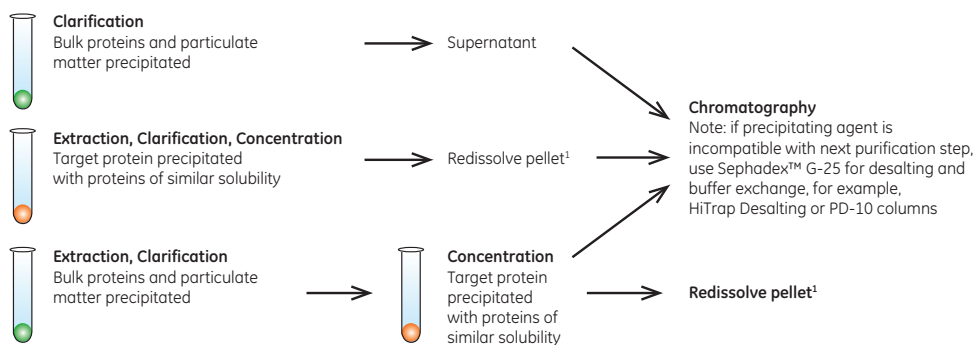 Clarification
Bulk proteins and particulate
matter precipitated
Supernatant
Extraction, Clarification, Concentration
Target protein precipitated
with proteins of similar solubility
Redissolve pellet¹
Chromatography
Note: if precipitating agent is
incompatible with next purification step,
use Sephadex™ G-25 for desalting and
buffer exchange, for example,
HiTrap Desalting or PD-10 columns
Extraction, Clarification
Bulk proteins and particulate
matter precipitated
Concentration
Target protein
precipitated
with proteins of
similar solubility
Redissolve pellet¹